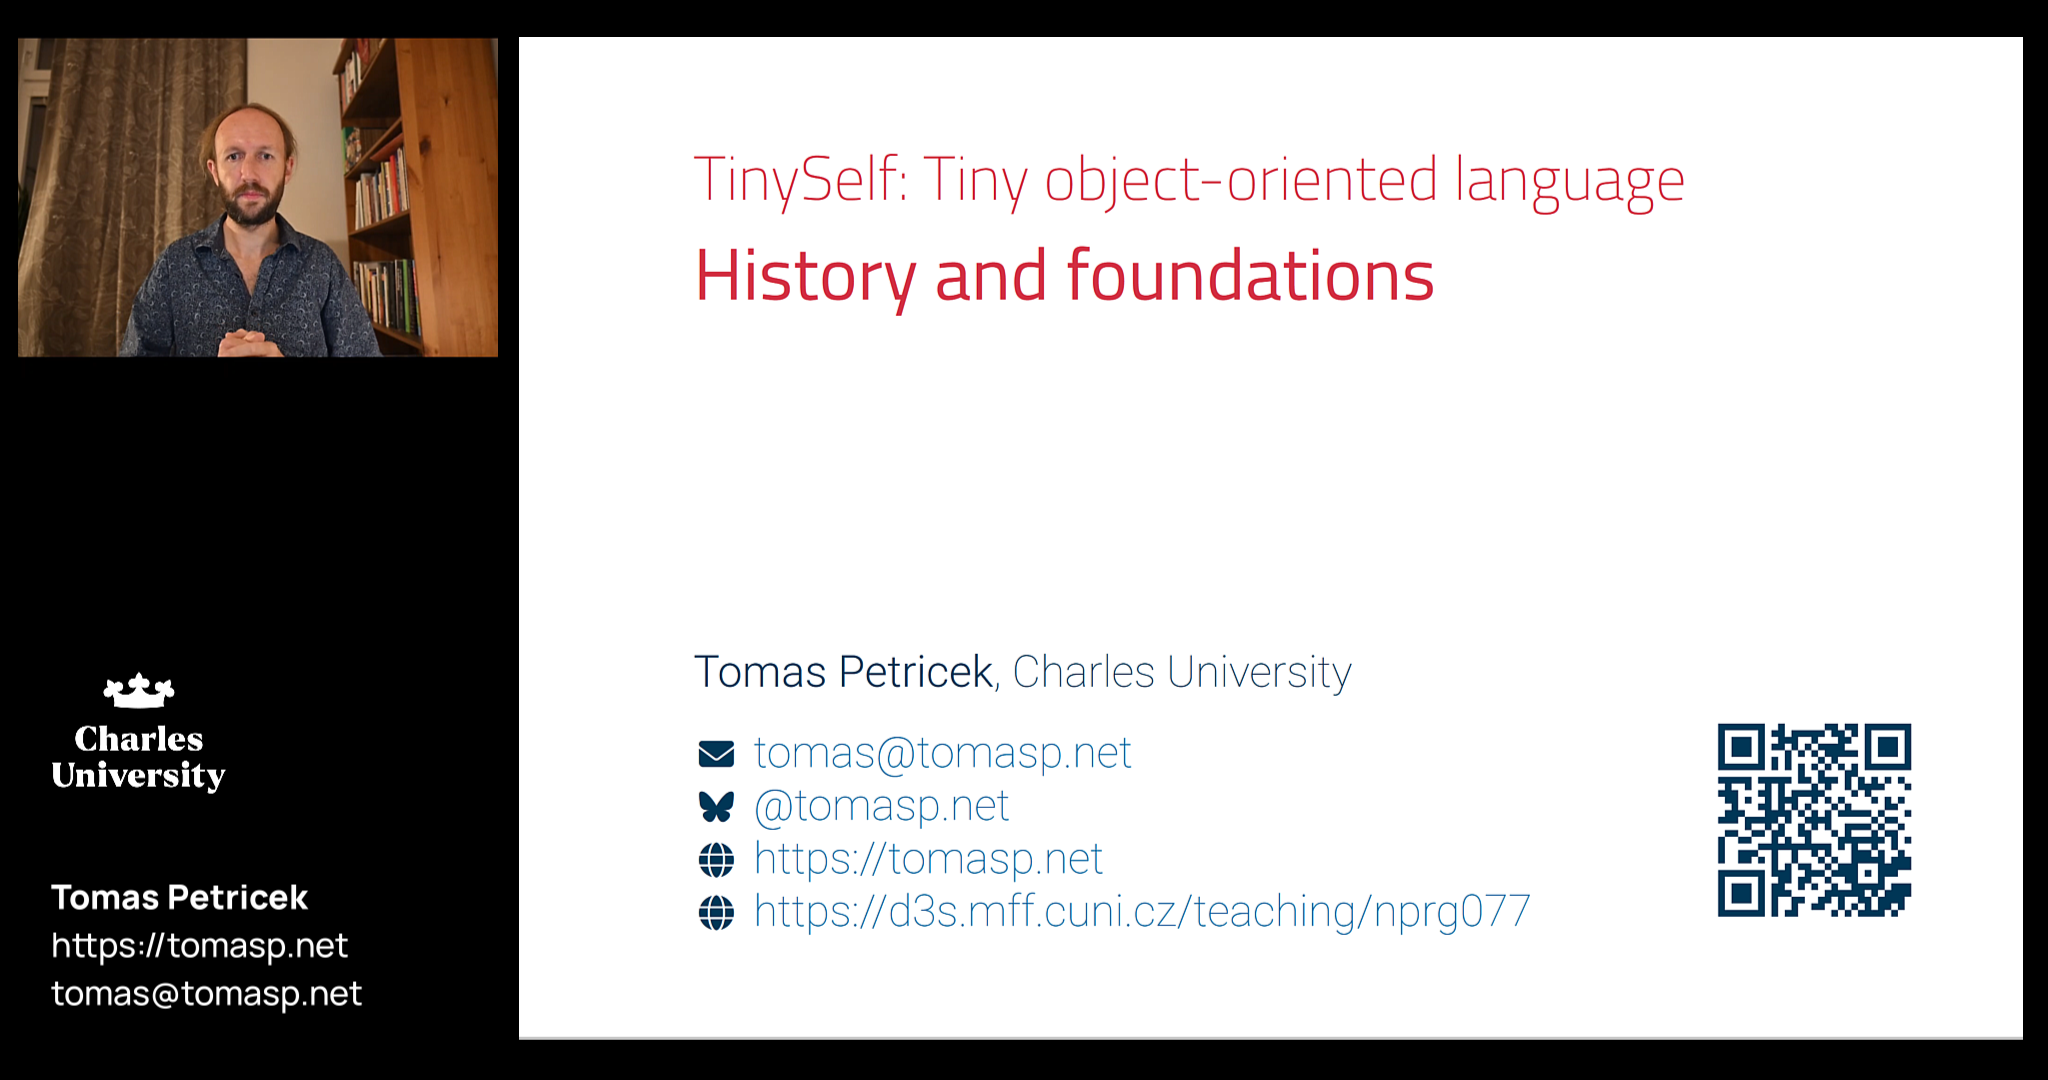 TinySelf: Tiny object-oriented language
History and foundations
Tomas Petricek, Charles University
tomas@tomasp.net
@tomasp.net
https://tomasp.net
https://d3s.mff.cuni.cz/teaching/nprg077
Charles
University
Tomas Petricek
https://tomasp.net
tomas@tomasp.net